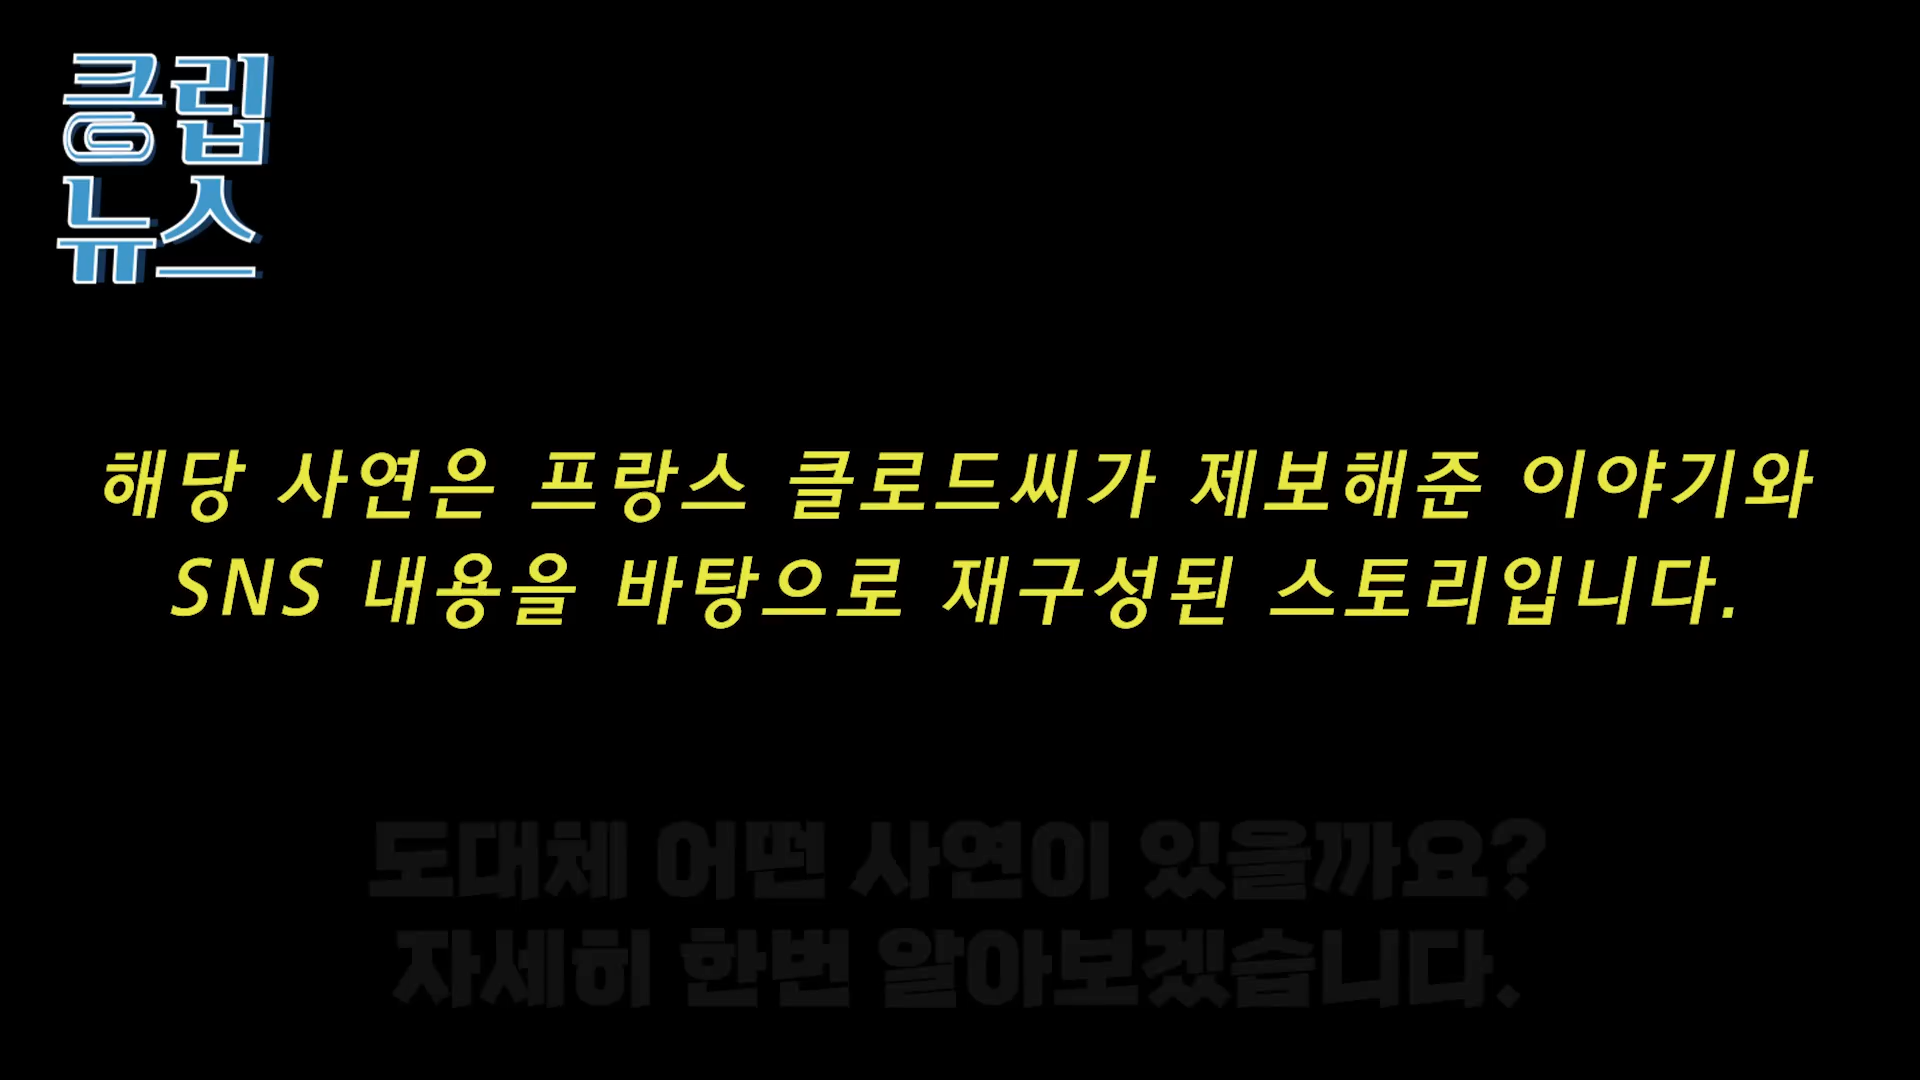 클립
뉴스
해당 사연은 프랑스 클로드씨가 제보해준 이야기와
SNS 내용을 바탕으로 재구성된 스토리입니다.
도대체 어떤 사연이 있을까요?
자세히 한번 알아보겠습니다.